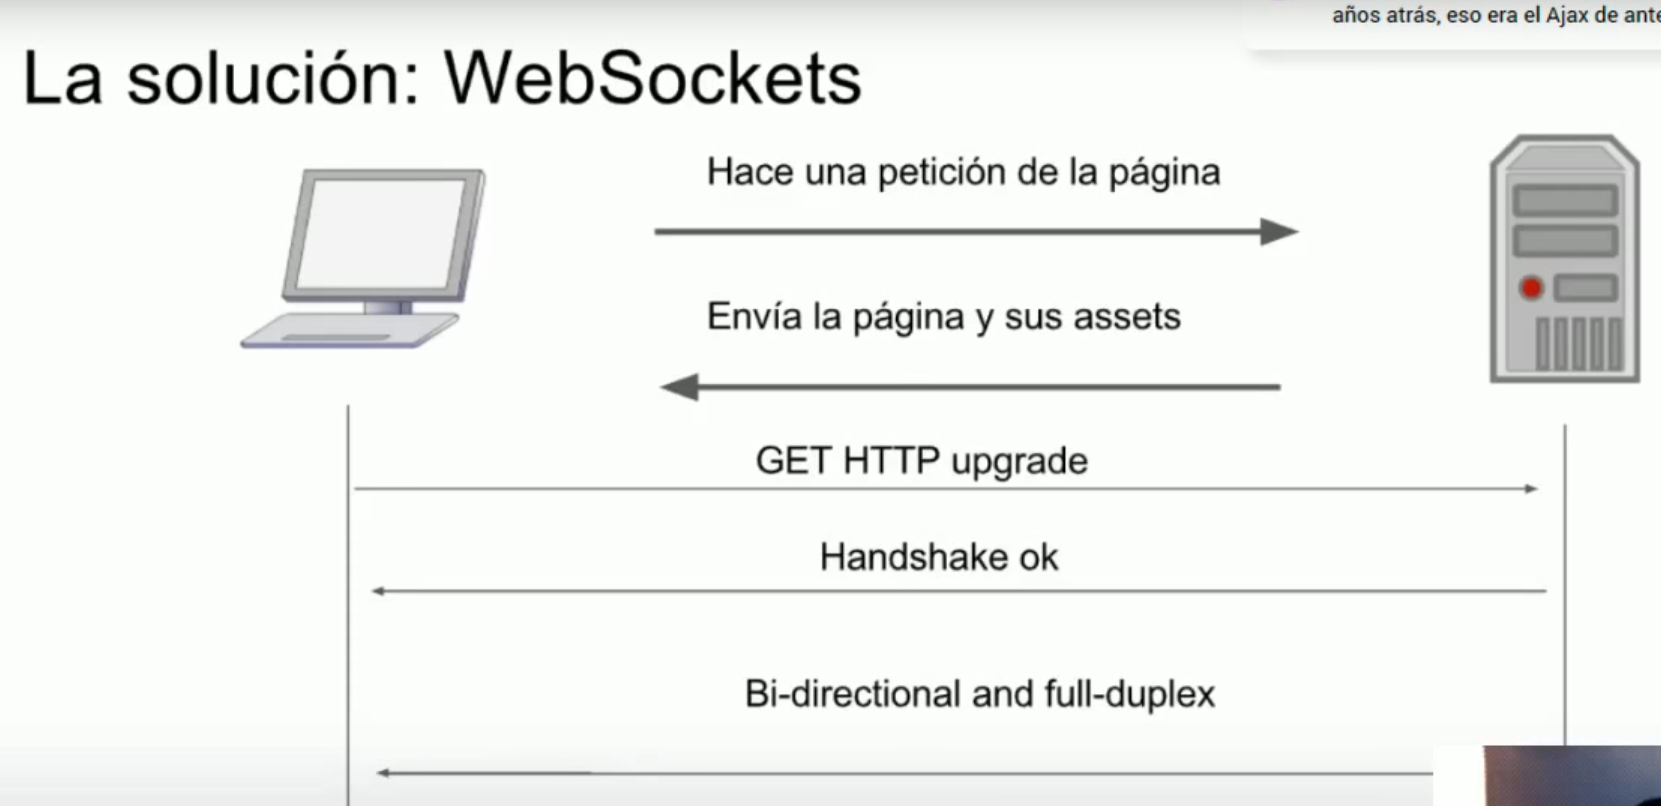 años atrás, eso era el Ajax de ante
La solución: WebSockets
Hace una petición de la página
Envía la página y sus assets
GET HTTP upgrade
Handshake ok
Bi-directional and full-duplex